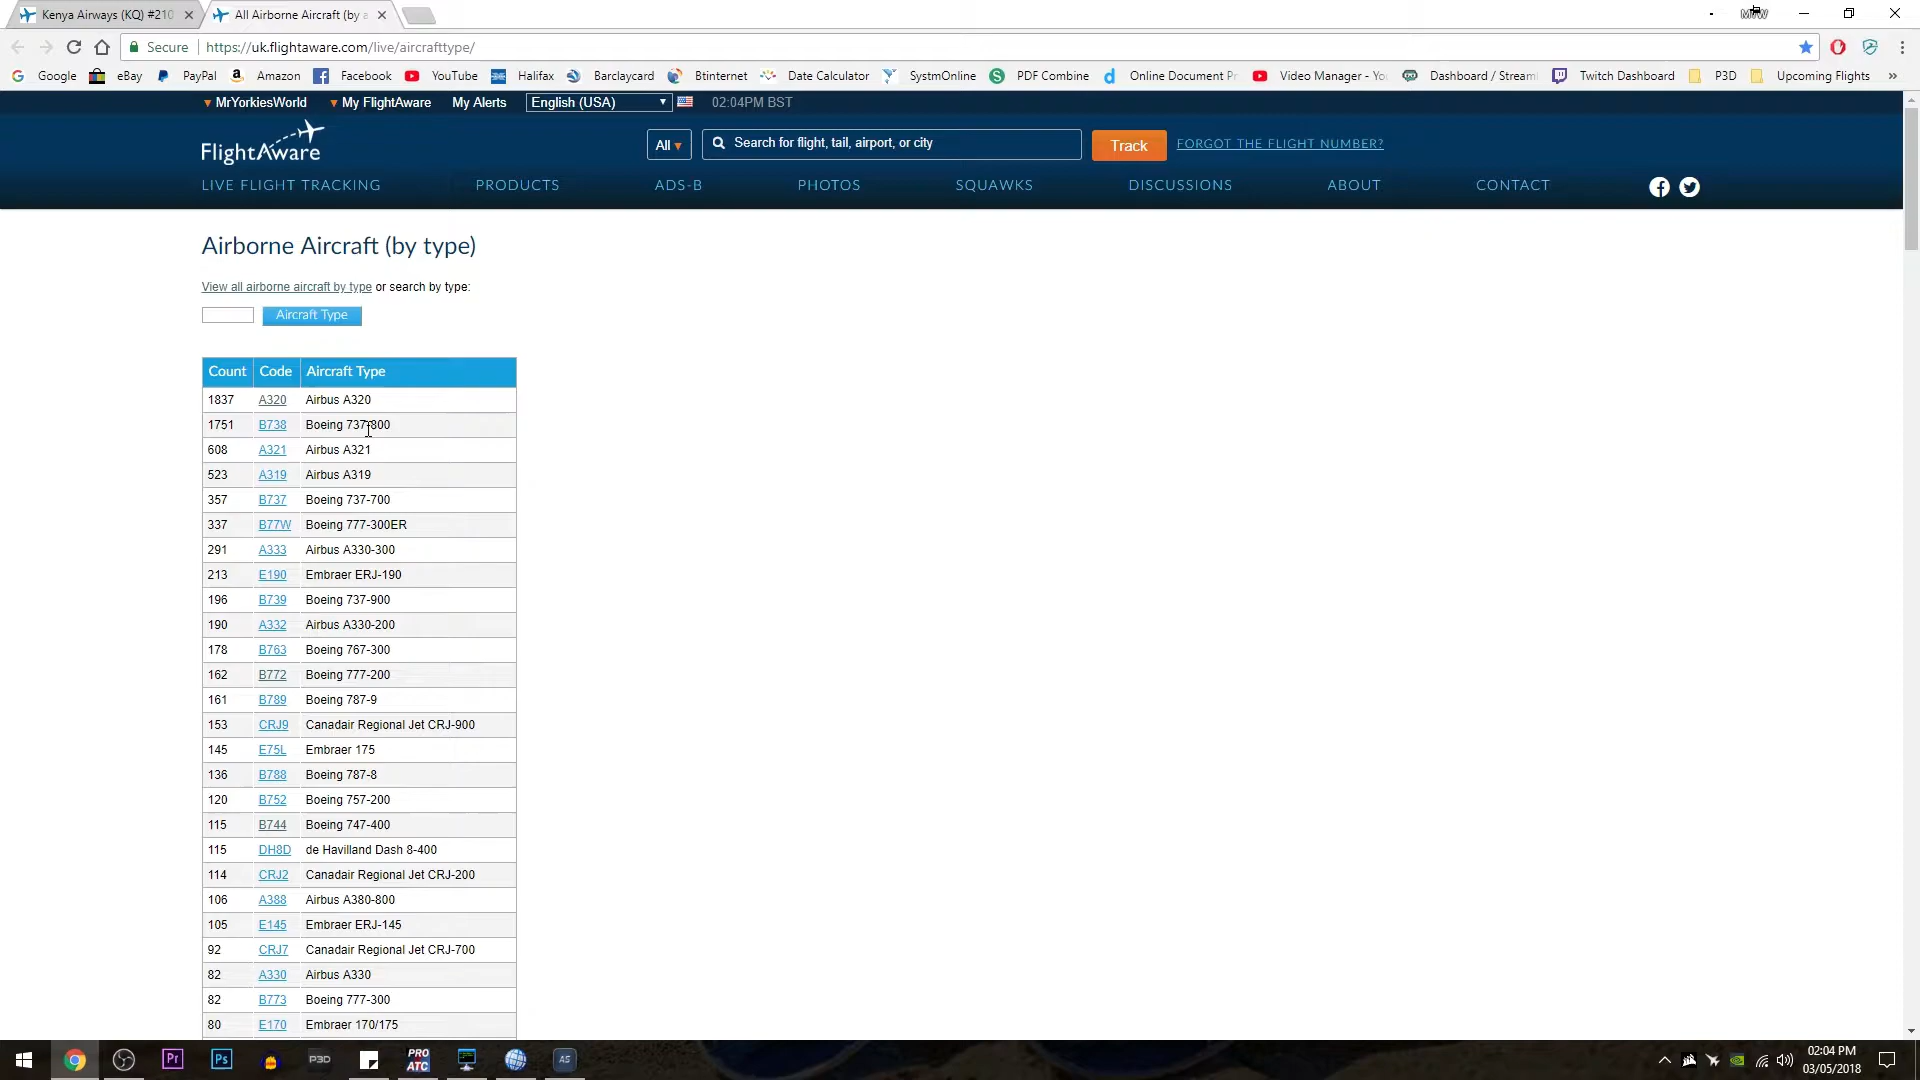 Kenya Airways (KQ) #210
All Airborne Aircraft (by a
Secure https://uk.flightaware.com/live/aircrafttype/
Google eBay PayPal Amazon Facebook YouTube Halifax Barclaycard Btinternet Date Calculator SystmOnline PDF Combine Online Document Pr Video Manager - Yo Dashboard / Stream Twitch Dashboard P3D Upcoming Flights »
MrYorkiesWorld My FlightAware My Alerts English (USA) 02:04PM BST
FlightAware All Search for flight, tail, airport, or city Track FORGOT THE FLIGHT NUMBER?
LIVE FLIGHT TRACKING PRODUCTS ADS-B PHOTOS SQUAWKS DISCUSSIONS ABOUT CONTACT
Airborne Aircraft (by type)
View all airborne aircraft by type or search by type:
Aircraft Type
Count Code Aircraft Type
1837 A320 Airbus A320
1751 B738 Boeing 737-800
608 A321 Airbus A321
523 A319 Airbus A319
357 B737 Boeing 737-700
337 B77W Boeing 777-300ER
291 A333 Airbus A330-300
213 E190 Embraer ERJ-190
196 B739 Boeing 737-900
190 A332 Airbus A330-200
178 B763 Boeing 767-300
162 B772 Boeing 777-200
161 B789 Boeing 787-9
153 CRJ9 Canadair Regional Jet CRJ-900
145 E75L Embraer 175
136 B788 Boeing 787-8
120 B752 Boeing 757-200
115 B744 Boeing 747-400
115 DH8D de Havilland Dash 8-400
114 CRJ2 Canadair Regional Jet CRJ-200
106 A388 Airbus A380-800
105 E145 Embraer ERJ-145
92 CRJ7 Canadair Regional Jet CRJ-700
82 A330 Airbus A330
82 B773 Boeing 777-300
80 E170 Embraer 170/175
Pr Ps P3D PRO ATC AS
02:04 PM
03/05/2018